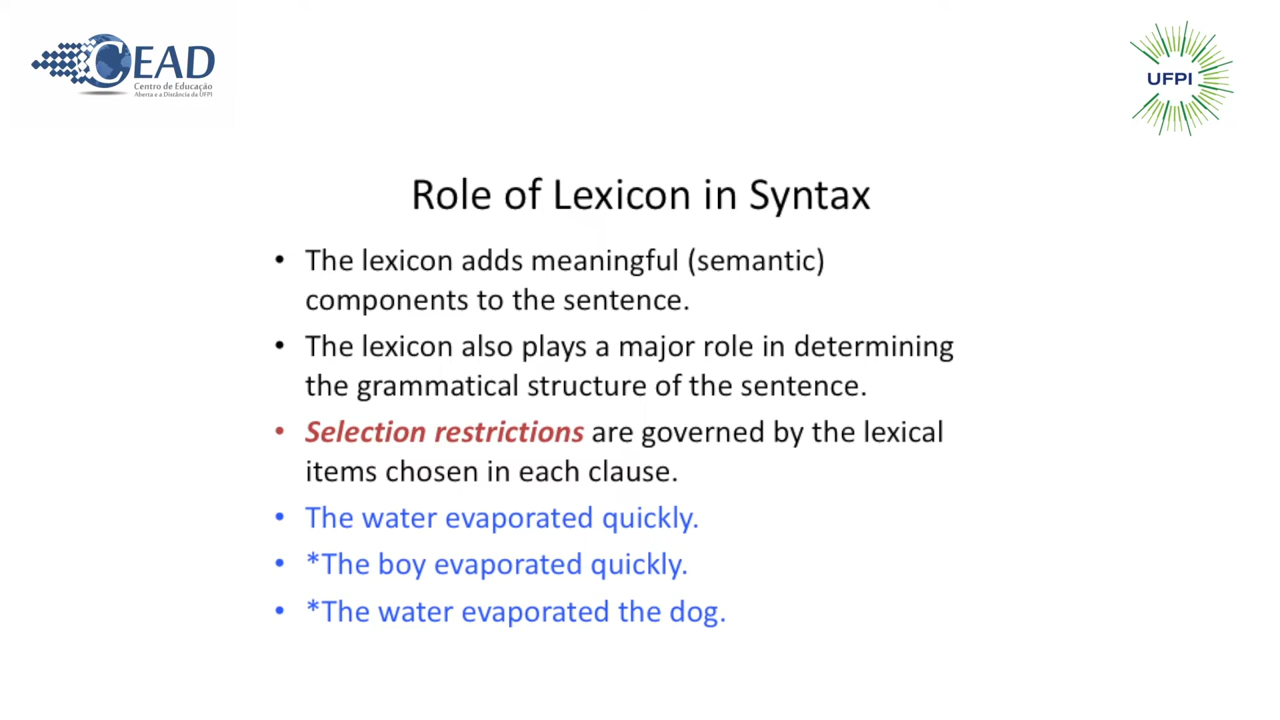 CEAD
Centro de Educação
Aberta e a Distância da UFPI
UFPI
Role of Lexicon in Syntax
• The lexicon adds meaningful (semantic)
components to the sentence.
• The lexicon also plays a major role in determining
the grammatical structure of the sentence.
• Selection restrictions are governed by the lexical
items chosen in each clause.
• The water evaporated quickly.
• *The boy evaporated quickly.
• *The water evaporated the dog.